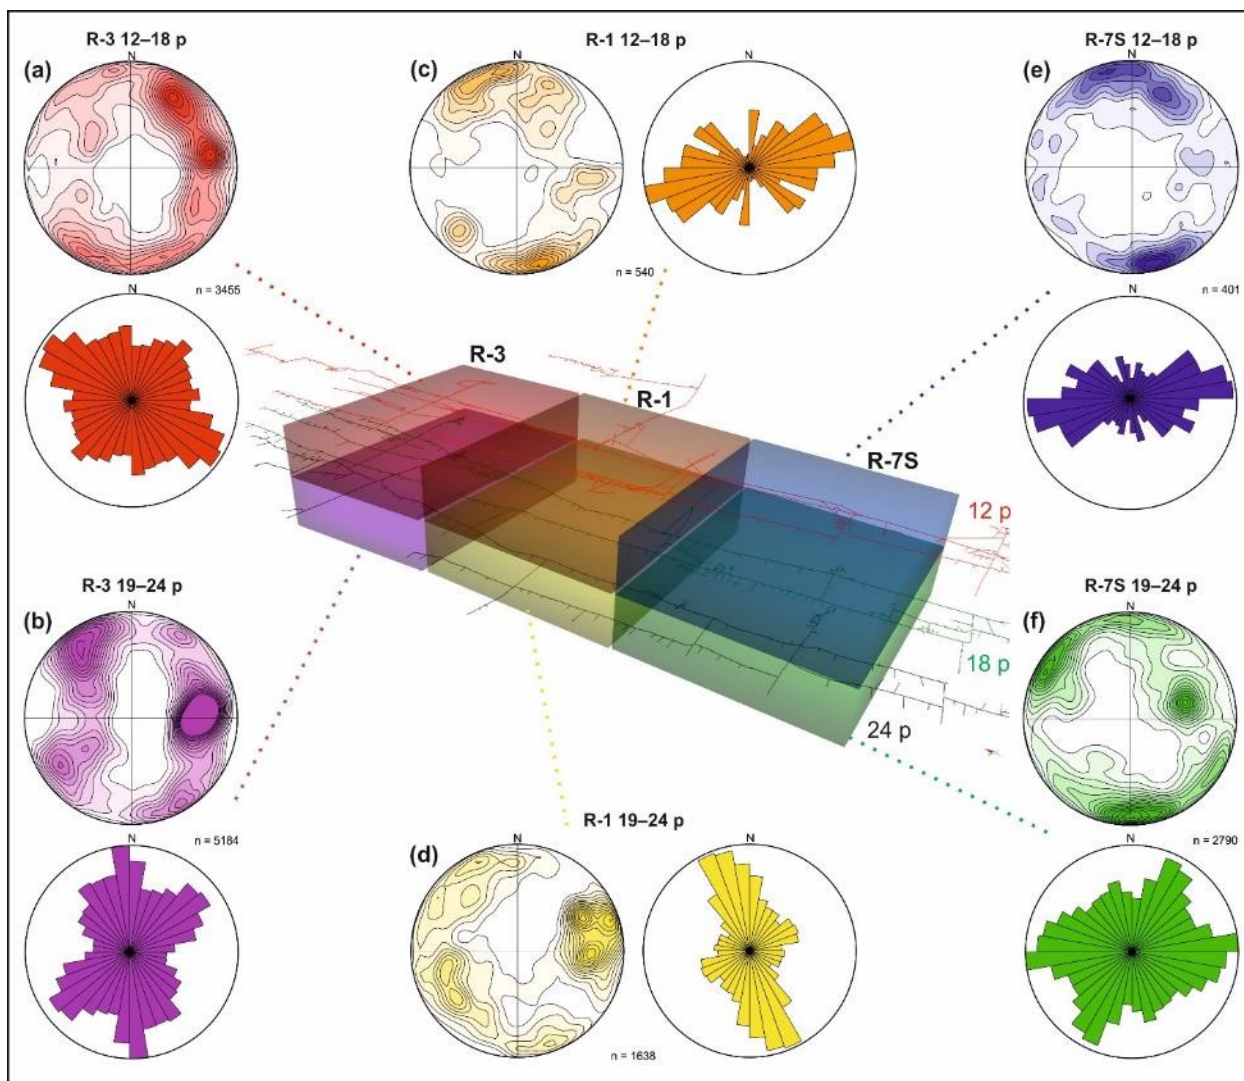 R-3 12–18 p
(a)
N
n = 3455
N
R-1 12–18 p
(c)
N
N
n = 540
R-7S 12–18 p
(e)
N
n = 401
N
R-3
R-1
R-7S
12 p
18 p
24 p
R-3 19–24 p
(b)
N
n = 5184
N
R-1 19–24 p
(d)
N
N
n = 1638
R-7S 19–24 p
(f)
N
n = 2790
N